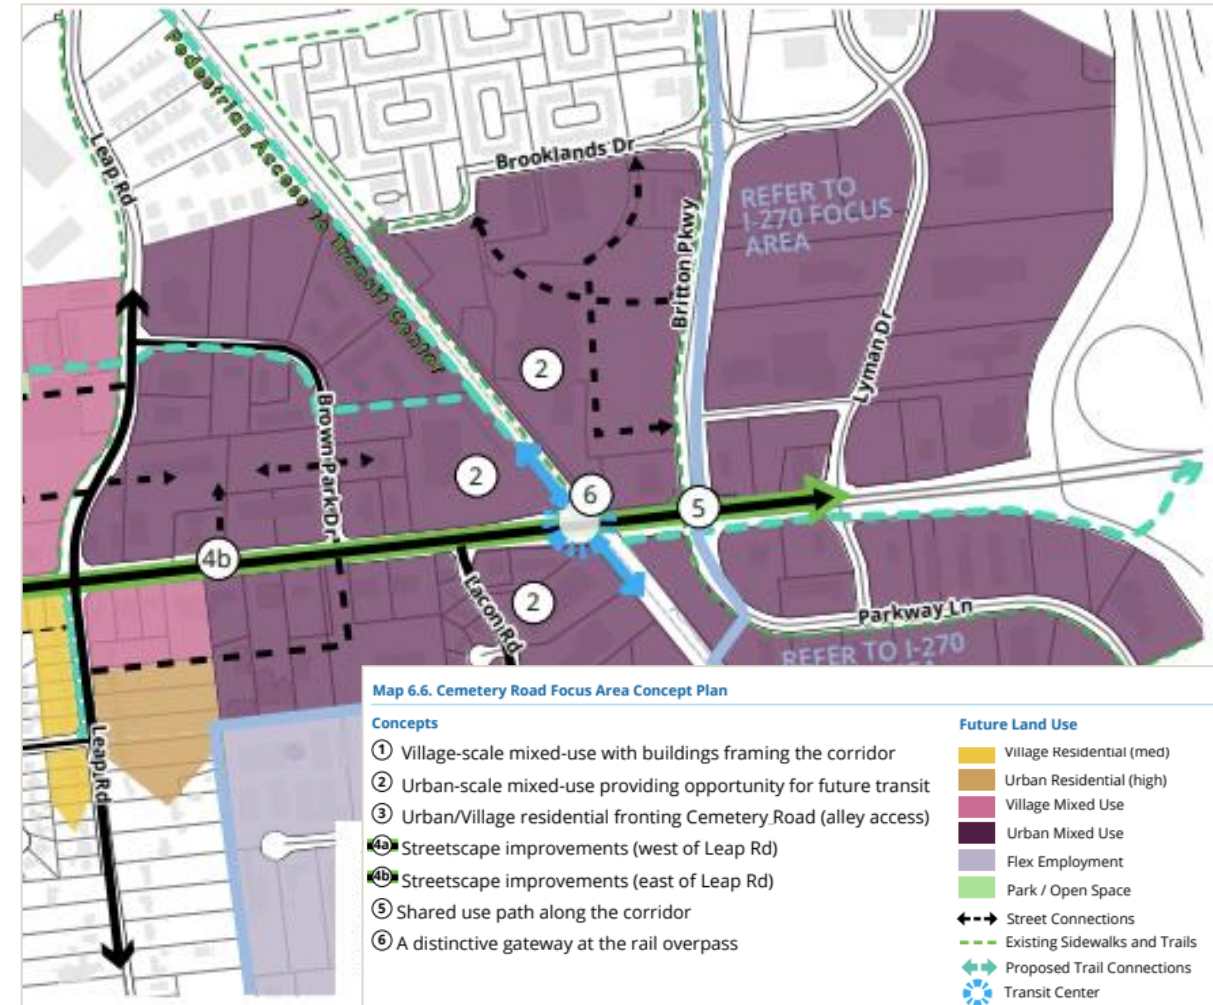 Pedestrian Access to Transit Center
Leap Rd
Brooklands Dr
REFER TO
I-270 FOCUS
AREA
Britton Pkwy
Lyman Dr
Brown Park Dr
2
2
6
5
4b
2
Lacon Rd
Parkway Ln
REFER TO I-270
Leap Rd
Map 6.6. Cemetery Road Focus Area Concept Plan
Concepts
1 Village-scale mixed-use with buildings framing the corridor
2 Urban-scale mixed-use providing opportunity for future transit
3 Urban/Village residential fronting Cemetery Road (alley access)
4a Streetscape improvements (west of Leap Rd)
4b Streetscape improvements (east of Leap Rd)
5 Shared use path along the corridor
6 A distinctive gateway at the rail overpass
Future Land Use
Village Residential (med)
Urban Residential (high)
Village Mixed Use
Urban Mixed Use
Flex Employment
Park / Open Space
Street Connections
Existing Sidewalks and Trails
Proposed Trail Connections
Transit Center